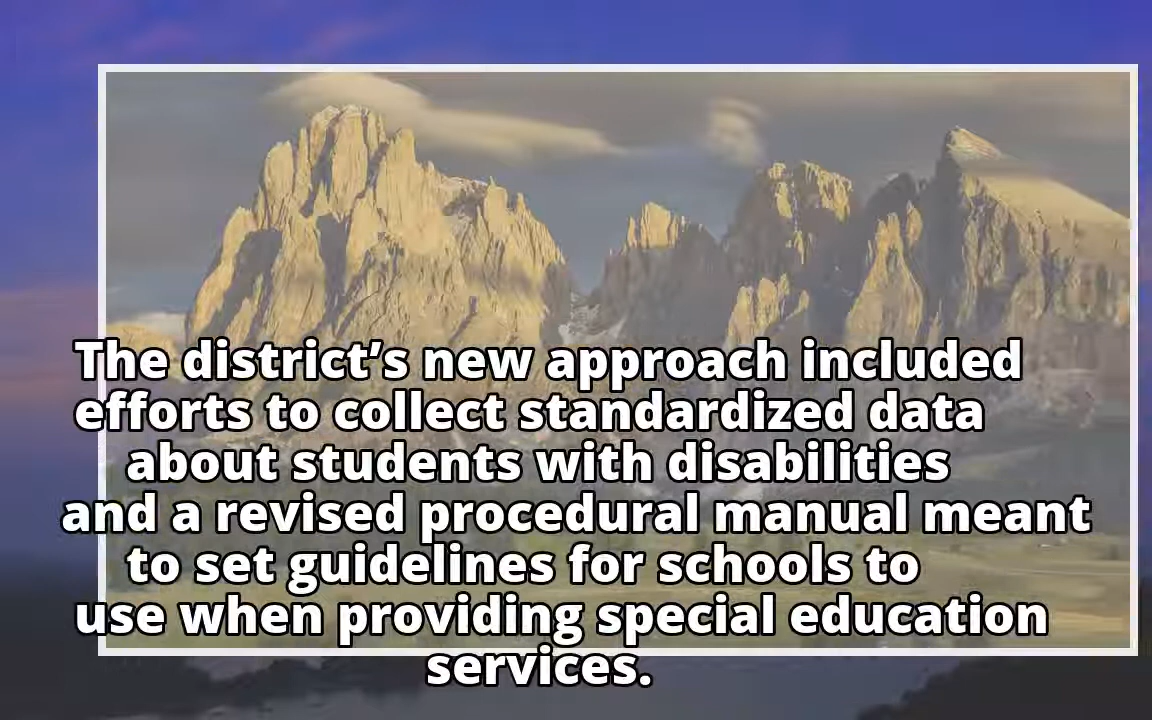 The district’s new approach included
efforts to collect standardized data
about students with disabilities
and a revised procedural manual meant
to set guidelines for schools to
use when providing special education
services.